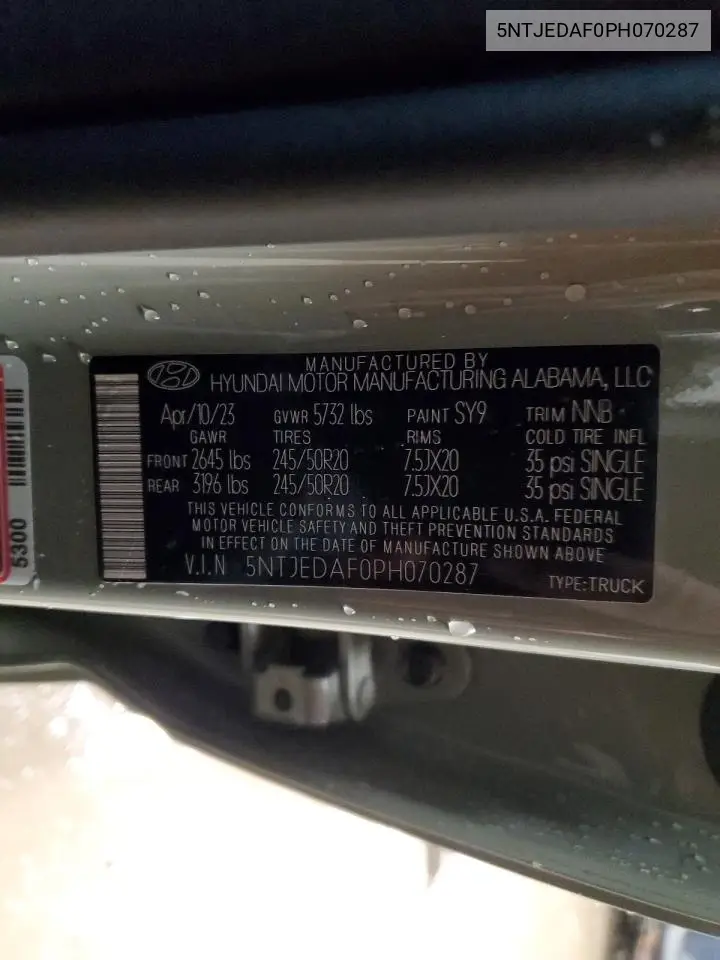 5NTJEDAF0PH070287
MANUFACTURED BY
HYUNDAI MOTOR MANUFACTURING ALABAMA, LLC
Apr/10/23 GVWR 5732 lbs PAINT SY9 TRIM NNB
GAWR TIRES RIMS COLD TIRE INFL
FRONT 2645 lbs 245/50R20 7.5JX20 35 psi SINGLE
REAR 3196 lbs 245/50R20 7.5JX20 35 psi SINGLE
THIS VEHICLE CONFORMS TO ALL APPLICABLE U.S.A. FEDERAL
MOTOR VEHICLE SAFETY AND THEFT PREVENTION STANDARDS
IN EFFECT ON THE DATE OF MANUFACTURE SHOWN ABOVE
V.I.N 5NTJEDAF0PH070287 TYPE:TRUCK
5300